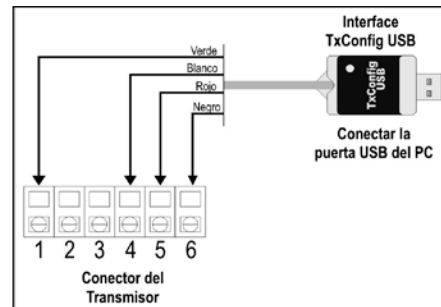 Interface
TxConfig USB
Verde
Blanco
Rojo
Negro
TxConfig
USB
Conectar la
puerta USB del PC
1 2 3 4 5 6
Conector del
Transmisor